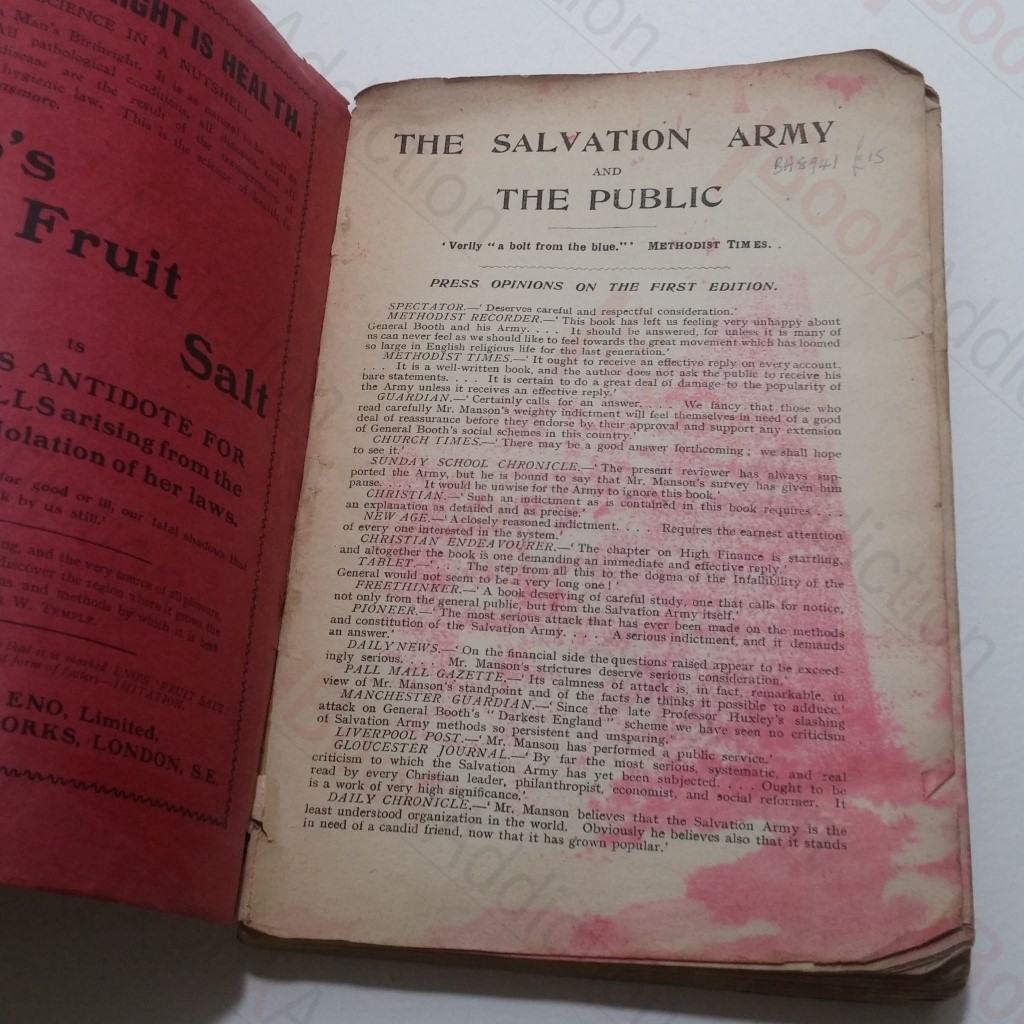 RIGHT IS HEALTH.
SCIENCE IN A NUTSHELL.
Man's Birthright. It is as natural to be well as
All pathological conditions, all diseases, and all
disease are the result of the transgression of
hygienic law. This is the science of health in
's
Fruit
Salt
IS
S ANTIDOTE FOR
LLS arising from the
iolation of her laws.
for good or ill, our fatal shadows that
k by us still.'
ng, and the very source of all pleasure,
discover the region where it grows, the
as and methods by which it is best
W. TEMPLE.
that it is marked ENO'S 'FRUIT SALT.'
form of flattery—IMITATION.
ENO, Limited,
ORKS, LONDON, S.E.
THE SALVATION ARMY
BA8941 £15
AND
THE PUBLIC
'Verily "a bolt from the blue."' METHODIST TIMES. .
PRESS OPINIONS ON THE FIRST EDITION.
SPECTATOR.—'Deserves careful and respectful consideration.'
METHODIST RECORDER.—'This book has left us feeling very unhappy about
General Booth and his Army. . . . It should be answered, for unless it is many of
us can never feel as we should like to feel towards the great movement which has loomed
so large in English religious life for the last generation.'
METHODIST TIMES.—'It ought to receive an effective reply on every account.
. . . It is a well-written book, and the author does not ask the public to receive his
bare statements. . . . It is certain to do a great deal of damage to the popularity of
the Army unless it receives an effective reply.'
GUARDIAN.—'Certainly calls for an answer. . . . We fancy that those who
read carefully Mr. Manson's weighty indictment will feel themselves in need of a good
deal of reassurance before they endorse by their approval and support any extension
of General Booth's social schemes in this country.'
CHURCH TIMES.—'There may be a good answer forthcoming; we shall hope
to see it.'
SUNDAY SCHOOL CHRONICLE.—'The present reviewer has always sup-
ported the Army, but he is bound to say that Mr. Manson's survey has given him
pause. . . . It would be unwise for the Army to ignore this book.'
CHRISTIAN.—'Such an indictment as is contained in this book requires . . .
an explanation as detailed and as precise.'
NEW AGE.—'A closely reasoned indictment. . . . Requires the earnest attention
of every one interested in the system.'
CHRISTIAN ENDEAVOURER.—'The chapter on High Finance is startling,
and altogether the book is one demanding an immediate and effective reply.'
TABLET.—'. . . The step from all this to the dogma of the Infallibility of the
General would not seem to be a very long one!'
FREETHINKER.—'A book deserving of careful study, one that calls for notice,
not only from the general public, but from the Salvation Army itself.'
PIONEER.—'The most serious attack that has ever been made on the methods
and constitution of the Salvation Army. . . . A serious indictment, and it demands
an answer.'
DAILY NEWS.—'On the financial side the questions raised appear to be exceed-
ingly serious. . . . Mr. Manson's strictures deserve serious consideration.'
PALL MALL GAZETTE.—'Its calmness of attack is, in fact, remarkable, in
view of Mr. Manson's standpoint and of the facts he thinks it possible to adduce.'
MANCHESTER GUARDIAN.—'Since the late Professor Huxley's slashing
attack on General Booth's "Darkest England" scheme we have seen no criticism
of Salvation Army methods so persistent and unsparing.'
LIVERPOOL POST.—'Mr. Manson has performed a public service.'
GLOUCESTER JOURNAL.—'By far the most serious, systematic, and real
criticism to which the Salvation Army has yet been subjected. . . . Ought to be
read by every Christian leader, philanthropist, economist, and social reformer. It
is a work of very high significance.'
DAILY CHRONICLE.—'Mr. Manson believes that the Salvation Army is the
least understood organization in the world. Obviously he believes also that it stands
in need of a candid friend, now that it has grown popular.'
BookAddiction